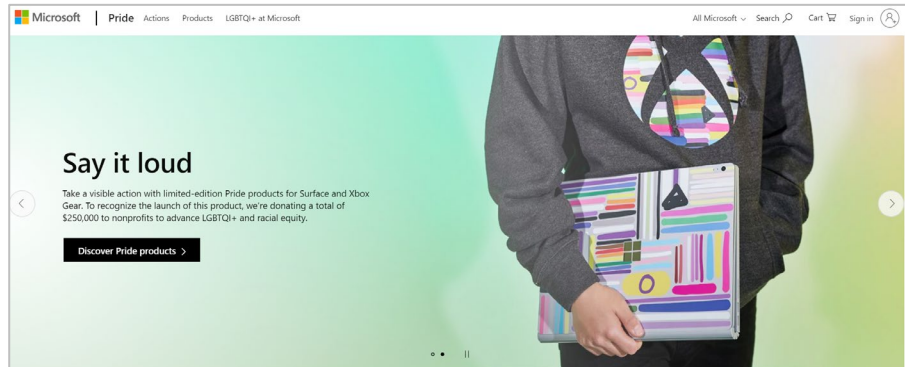 Microsoft Pride Actions Products LGBTQI+ at Microsoft All Microsoft Search Cart Sign in
Say it loud
Take a visible action with limited-edition Pride products for Surface and Xbox
Gear. To recognize the launch of this product, we're donating a total of
$250,000 to nonprofits to advance LGBTQI+ and racial equity.
Discover Pride products